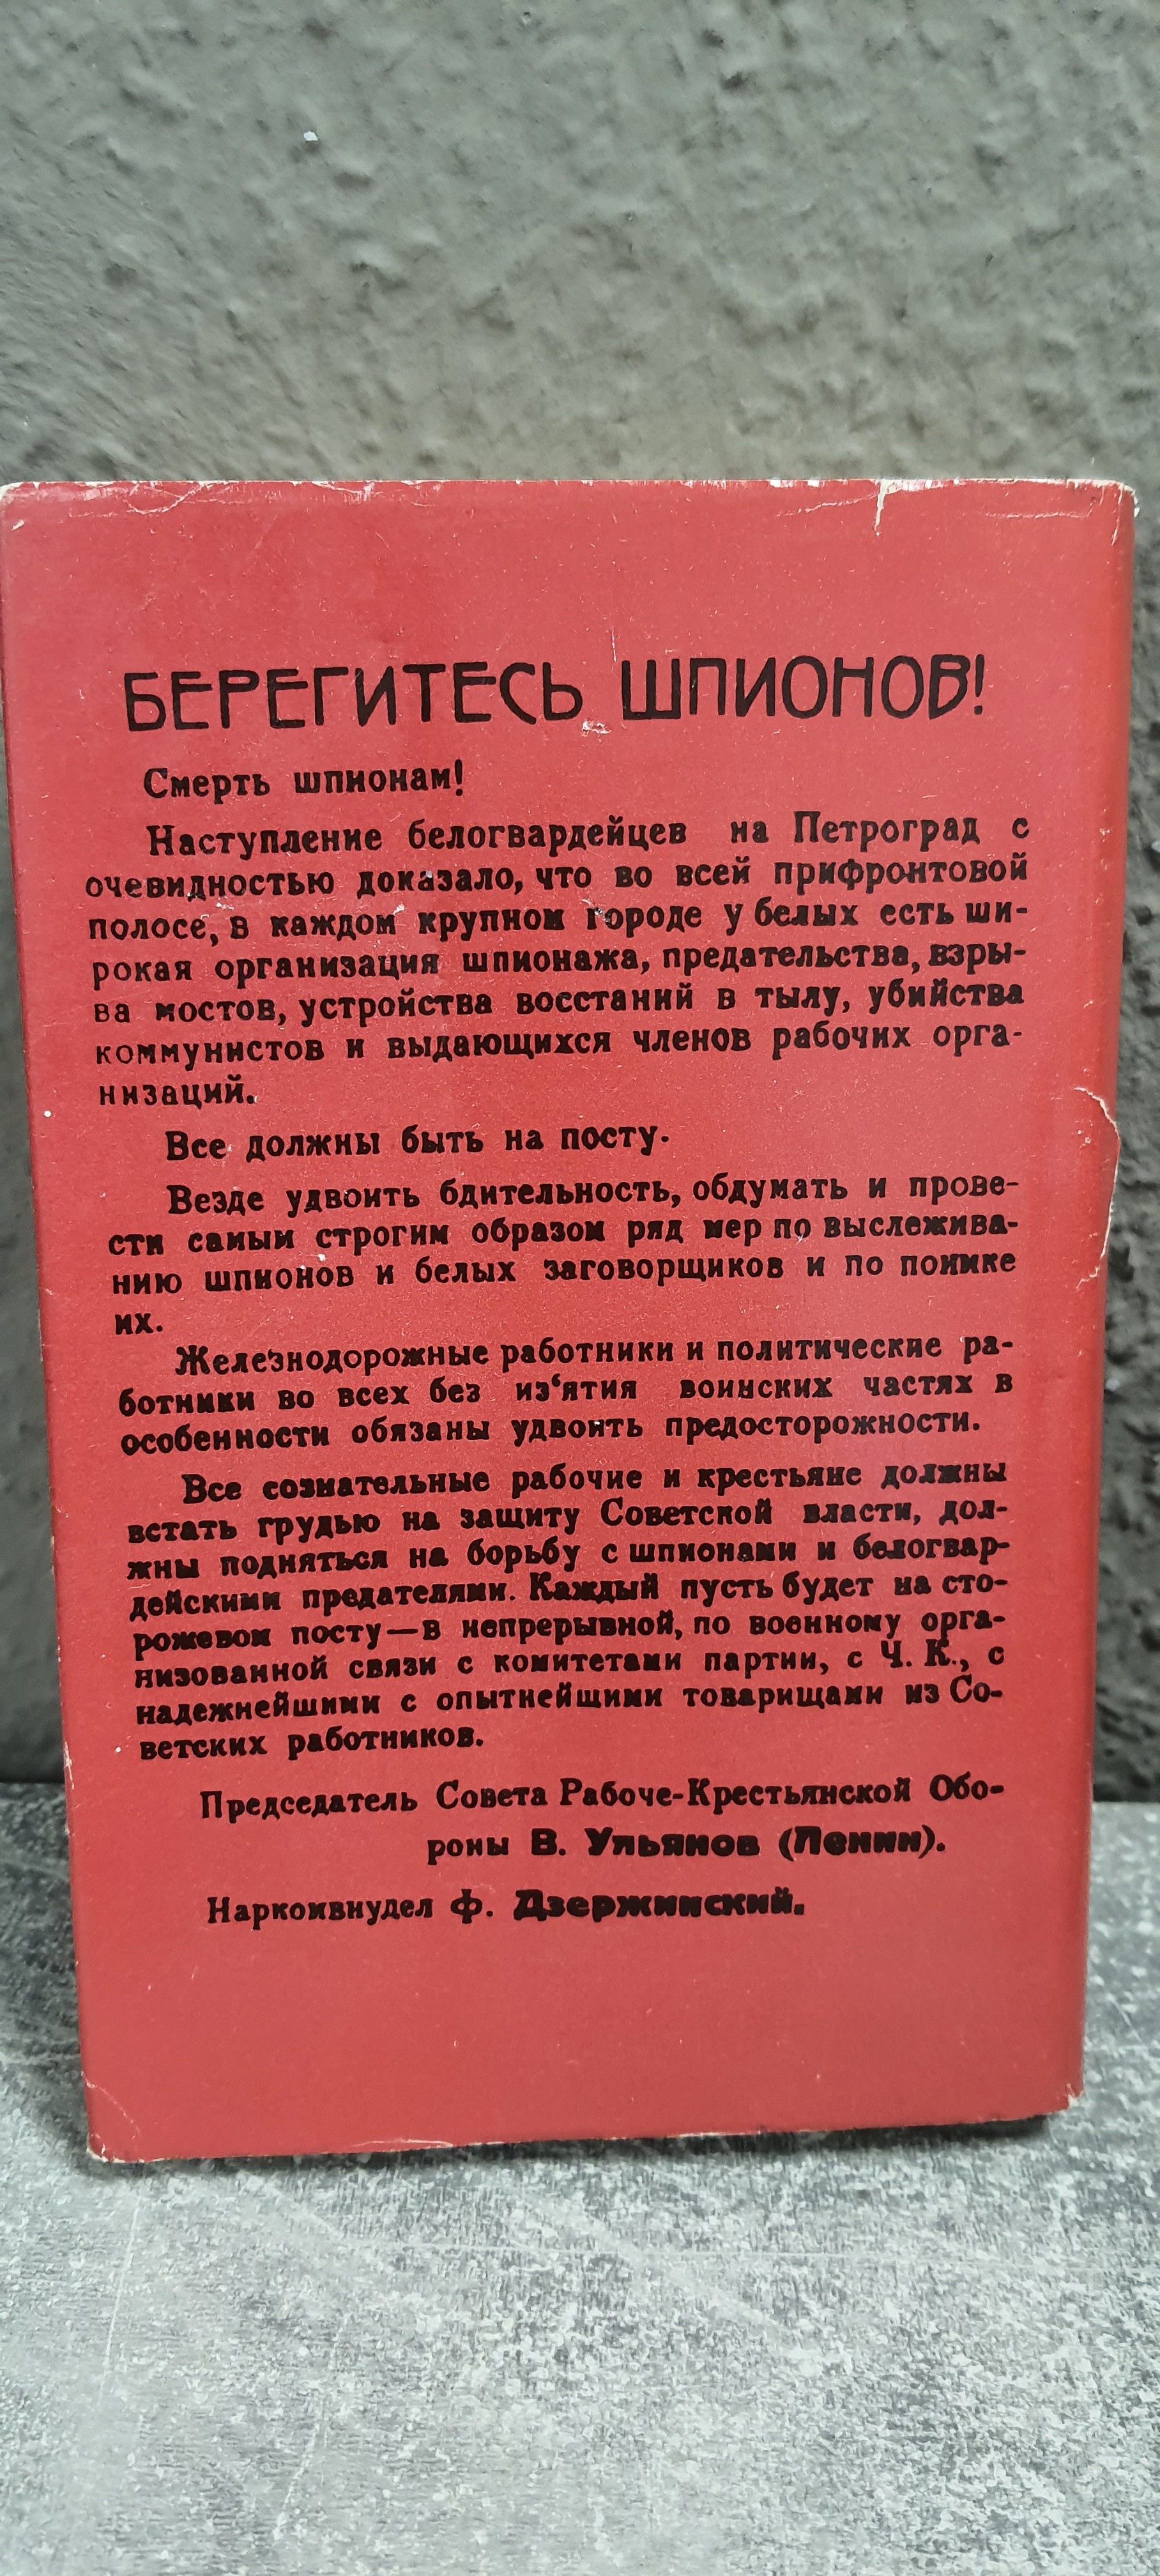 БЕРЕГИТЕСЬ ШПИОНОВ!
Смерть шпионам!
Наступление белогвардейцев на Петроград с
очевидностью доказало, что во всей прифронтовой
полосе, в каждом крупном городе у белых есть ши-
рокая организация шпионажа, предательства, взры-
ва мостов, устройства восстаний в тылу, убийства
коммунистов и выдающихся членов рабочих орга-
низаций.
Все должны быть на посту.
Везде удвоить бдительность, обдумать и прове-
сти самым строгим образом ряд мер по выслежива-
нию шпионов и белых заговорщиков и по поимке
их.
Железнодорожные работники и политические ра-
ботники во всех без из‘ятия воинских частях в
особенности обязаны удвоить предосторожности.
Все сознательные рабочие и крестьяне должны
встать грудью на защиту Советской власти, дол-
жны подняться на борьбу с шпионами и белогвар-
дейскими предателями. Каждый пусть будет на сто-
рожевом посту—в непрерывной, по военному орга-
низованной связи с комитетами партии, с Ч. К., с
надежнейшими с опытнейшими товарищами из Со-
ветских работников.
Председатель Совета Рабоче-Крестьянской Обо-
роны В. Ульянов (Ленин).
Наркомвнудел Ф. Дзержинский.